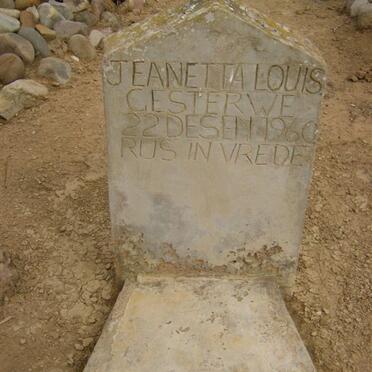 JEANETTA LOUIS
GESTERWE
22 DESEM 1960
RUS IN VREDE